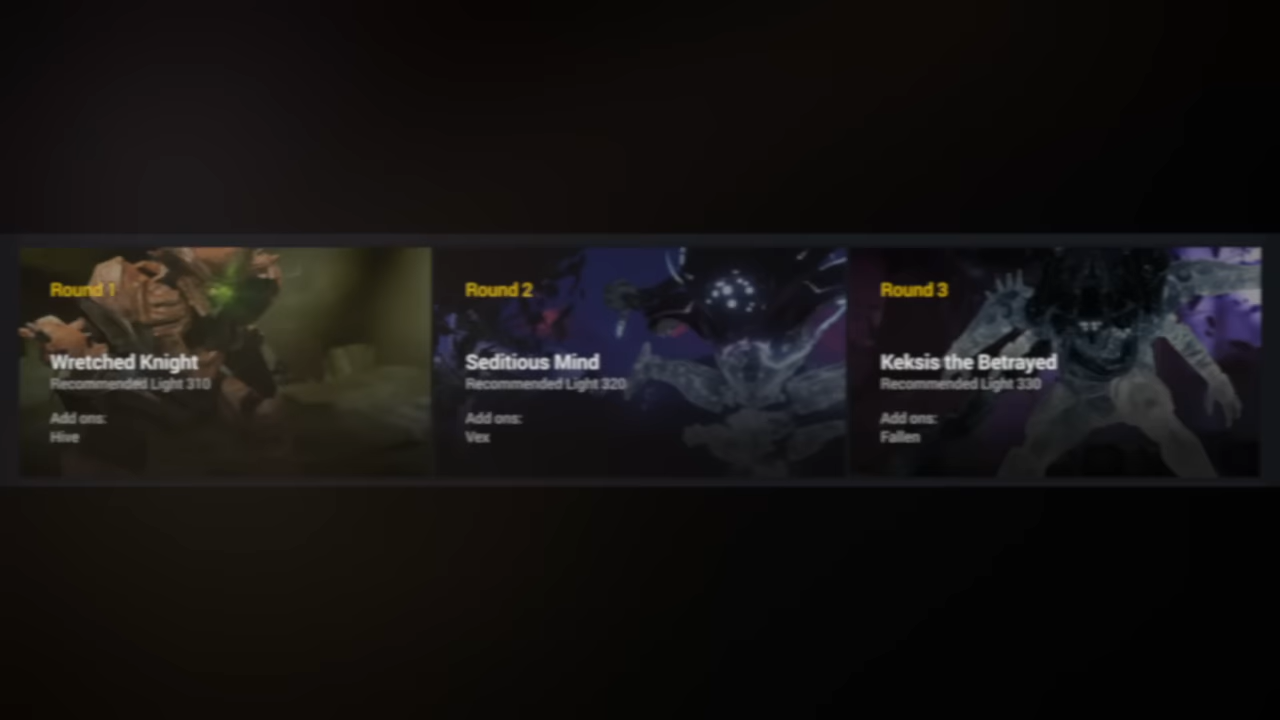 Round 1
Wretched Knight
Recommended Light 310
Add ons:
Hive
Round 2
Seditious Mind
Recommended Light 320
Add ons:
Vex
Round 3
Keksis the Betrayed
Recommended Light 330
Add ons:
Fallen